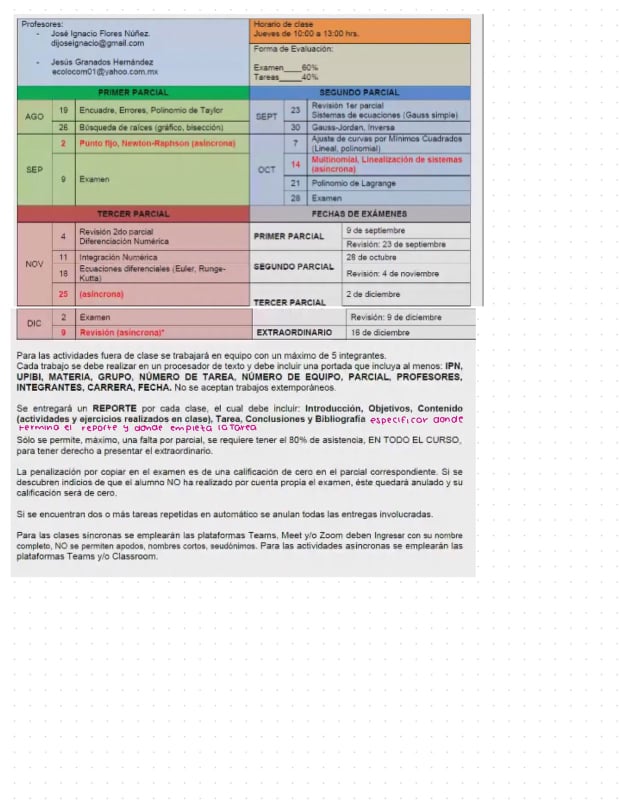 Profesores:
- José Ignacio Flores Núñez.
dijoseignacio@gmail.com
- Jesús Granados Hernández
ecolocom01@yahoo.com.mx
Horario de clase
Jueves de 10:00 a 13:00 hrs.
Forma de Evaluación:
Examen____60%
Tareas____40%
PRIMER PARCIAL
AGO
19 Encuadre, Errores, Polinomio de Taylor
26 Búsqueda de raíces (gráfico, bisección)
SEP
2 Punto fijo, Newton-Raphson (asíncrona)
9 Examen
SEGUNDO PARCIAL
SEPT
23 Revisión 1er parcial
Sistemas de ecuaciones (Gauss simple)
30 Gauss-Jordan, Inversa
OCT
7 Ajuste de curvas por Mínimos Cuadrados
(Lineal, polinomial)
14 Multinomial, Linealización de sistemas
(asíncrona)
21 Polinomio de Lagrange
28 Examen
TERCER PARCIAL
NOV
4 Revisión 2do parcial
Diferenciación Numérica
11 Integración Numérica
18 Ecuaciones diferenciales (Euler, Runge-
Kutta)
25 (asíncrona)
DIC
2 Examen
9 Revisión (asíncrona)*
FECHAS DE EXÁMENES
PRIMER PARCIAL
9 de septiembre
Revisión: 23 de septiembre
SEGUNDO PARCIAL
28 de octubre
Revisión: 4 de noviembre
TERCER PARCIAL
2 de diciembre
Revisión: 9 de diciembre
EXTRAORDINARIO 16 de diciembre
Para las actividades fuera de clase se trabajará en equipo con un máximo de 5 integrantes.
Cada trabajo se debe realizar en un procesador de texto y debe incluir una portada que incluya al menos: IPN,
UPIBI, MATERIA, GRUPO, NÚMERO DE TAREA, NÚMERO DE EQUIPO, PARCIAL, PROFESORES,
INTEGRANTES, CARRERA, FECHA. No se aceptan trabajos extemporáneos.
Se entregará un REPORTE por cada clase, el cual debe incluir: Introducción, Objetivos, Contenido
(actividades y ejercicios realizados en clase), Tarea, Conclusiones y Bibliografía especificar donde
termina el reporte y donde empieza la tarea
Sólo se permite, máximo, una falta por parcial, se requiere tener el 80% de asistencia, EN TODO EL CURSO,
para tener derecho a presentar el extraordinario.
La penalización por copiar en el examen es de una calificación de cero en el parcial correspondiente. Si se
descubren indicios de que el alumno NO ha realizado por cuenta propia el examen, éste quedará anulado y su
calificación será de cero.
Si se encuentran dos o más tareas repetidas en automático se anulan todas las entregas involucradas.
Para las clases síncronas se emplearán las plataformas Teams, Meet y/o Zoom deben Ingresar con su nombre
completo, NO se permiten apodos, nombres cortos, seudónimos. Para las actividades asíncronas se emplearán las
plataformas Teams y/o Classroom.